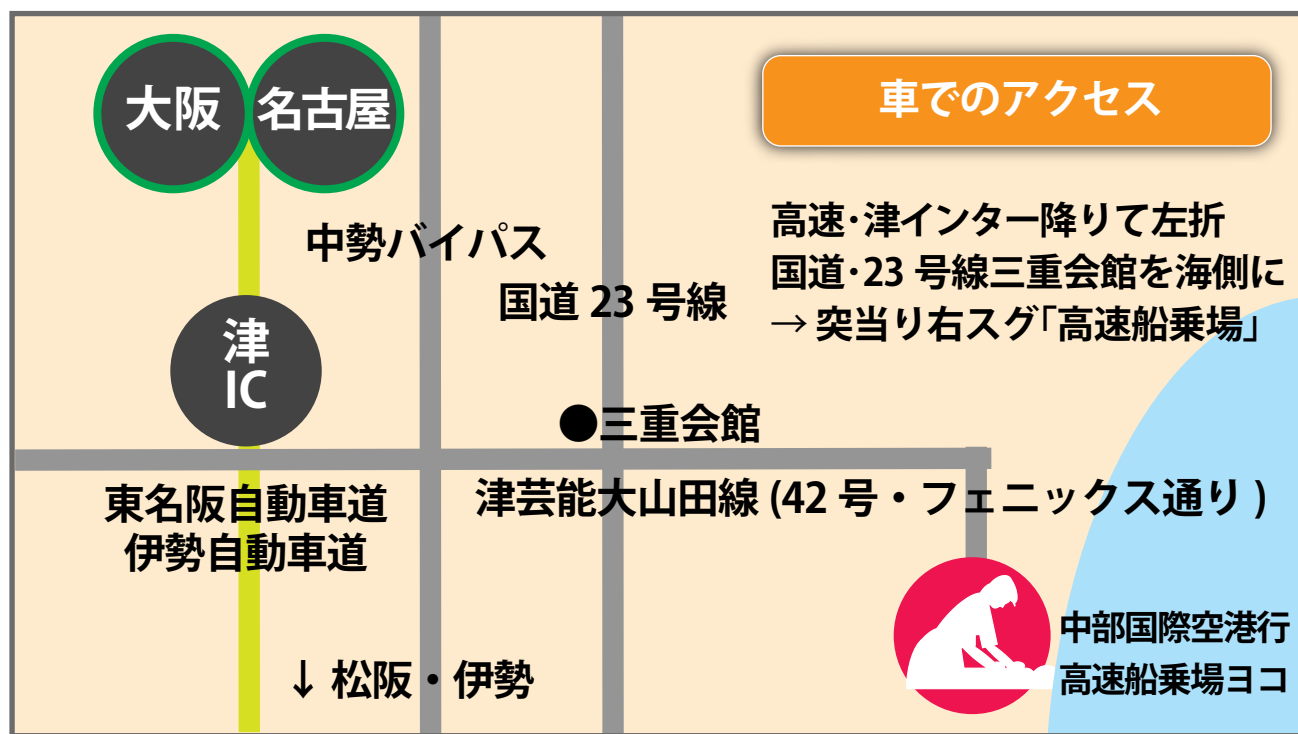 大阪
名古屋
車でのアクセス
高速・津インター降りて左折
国道・23 号線三重会館を海側に
→ 突当り右スグ「高速船乗場」
中勢バイパス
国道 23 号線
津
IC
●三重会館
東名阪自動車道
伊勢自動車道
津芸能大山田線 (42 号・フェニックス通り )
↓ 松阪・伊勢
中部国際空港行
高速船乗場ヨコ